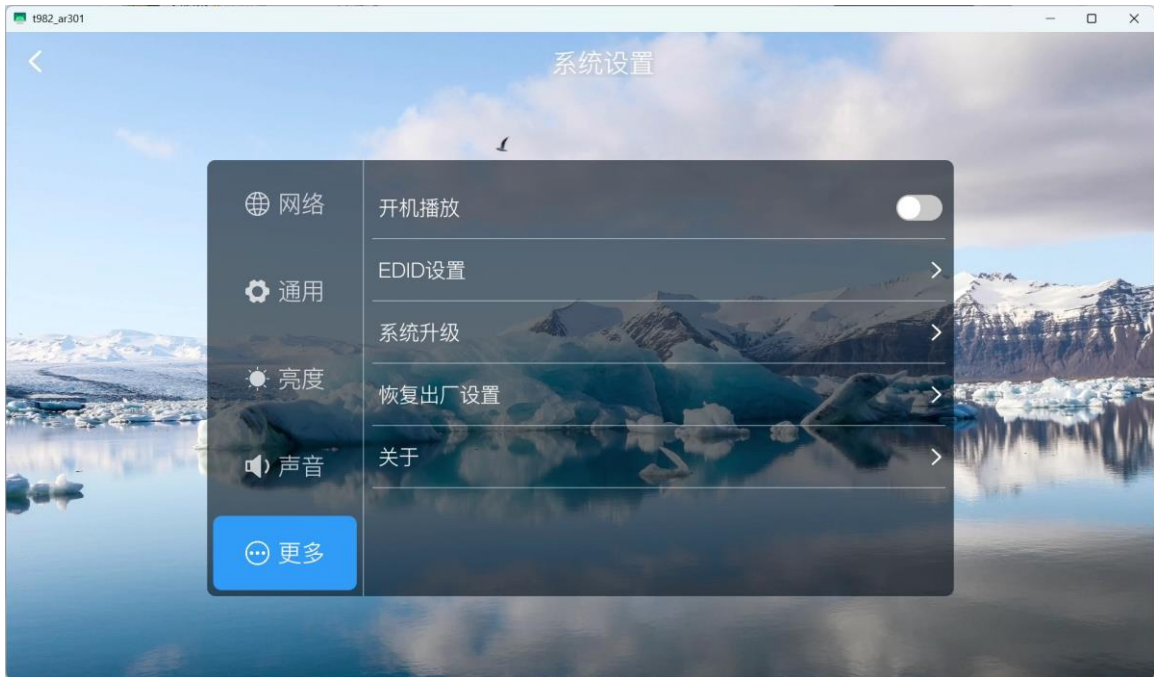 t982_ar301
系统设置
网络
通用
亮度
声音
更多
开机播放
EDID设置
系统升级
恢复出厂设置
关于